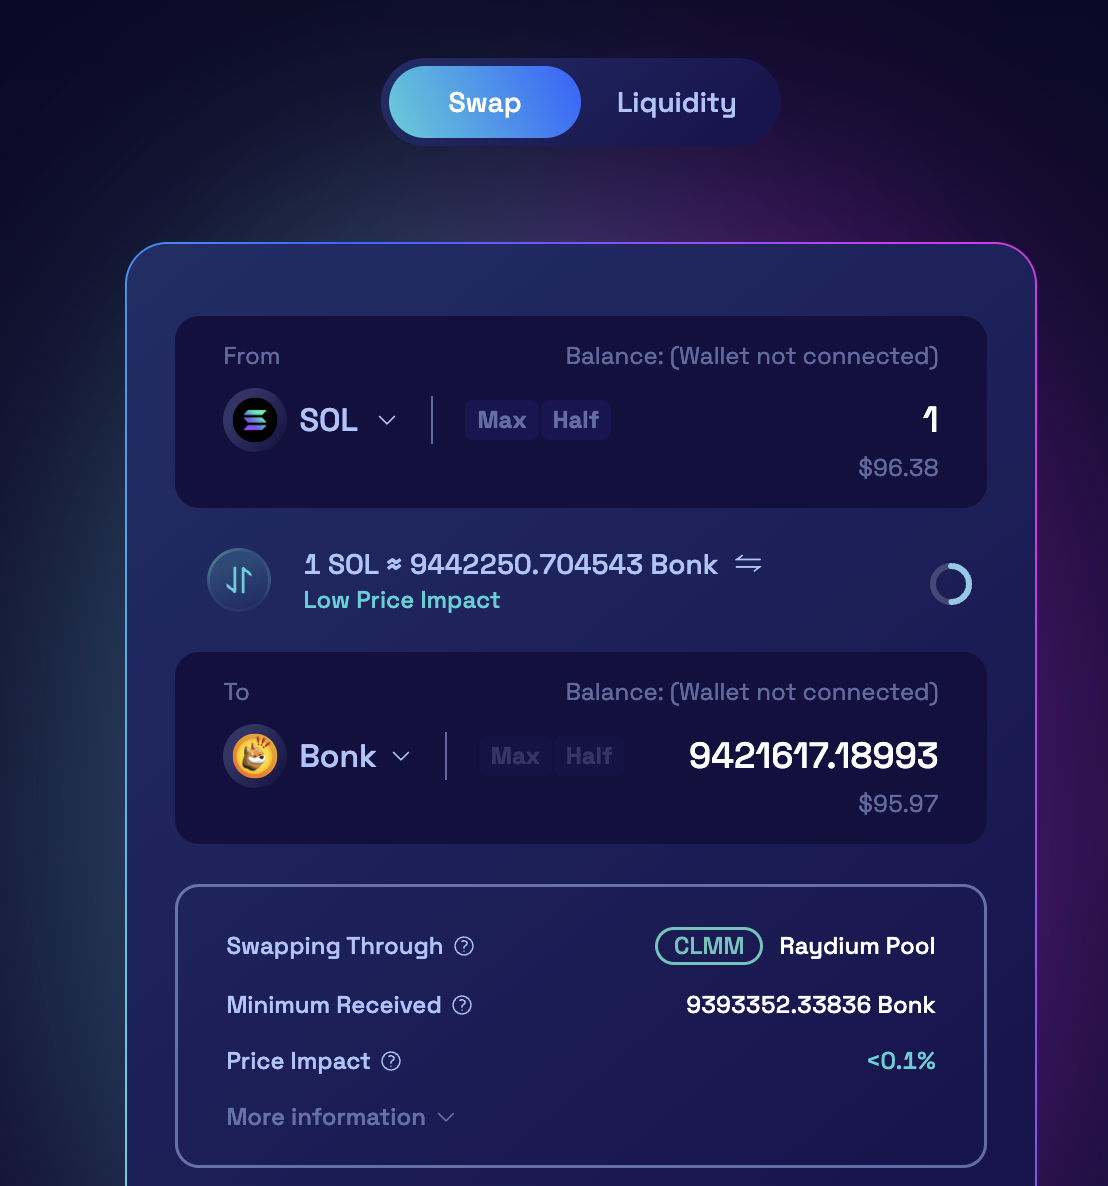 Swap Liquidity
From Balance: (Wallet not connected)
SOL Max Half 1
$96.38
1 SOL ≈ 9442250.704543 Bonk
Low Price Impact
To Balance: (Wallet not connected)
Bonk Max Half 9421617.18993
$95.97
Swapping Through ? CLMM Raydium Pool
Minimum Received ? 9393352.33836 Bonk
Price Impact ? <0.1%
More information